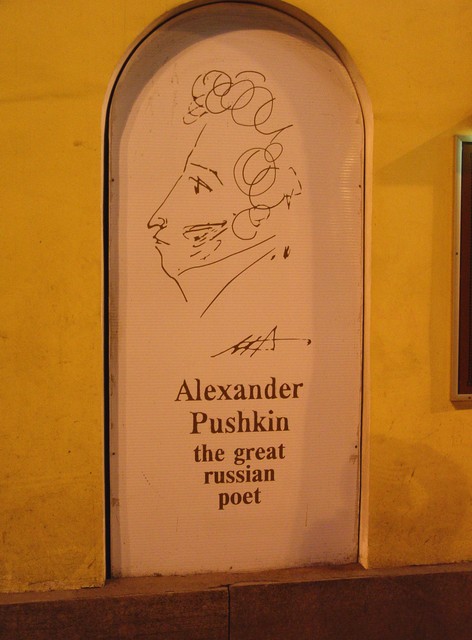 Alexander
Pushkin
the great
russian
poet